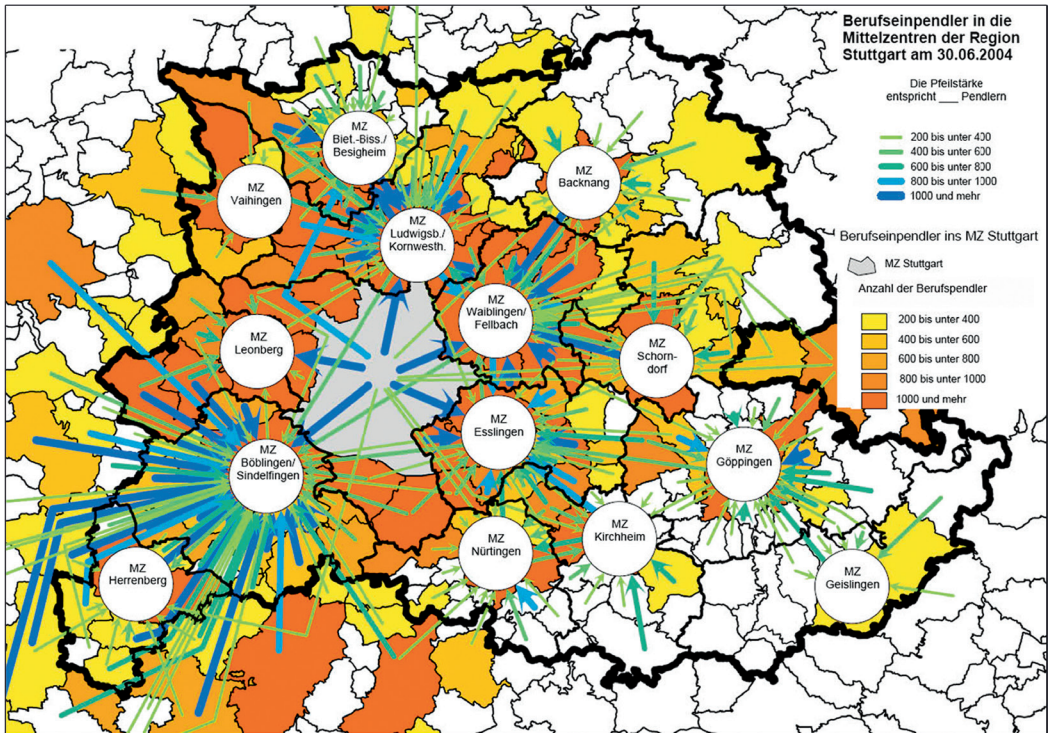 Berufseinpendler in die
Mittelzentren der Region
Stuttgart am 30.06.2004
Die Pfeilstärke
entspricht ___ Pendlern
200 bis unter 400
400 bis unter 600
600 bis unter 800
800 bis unter 1000
1000 und mehr
Berufseinpendler ins MZ Stuttgart
MZ Stuttgart
Anzahl der Berufspendler
200 bis unter 400
400 bis unter 600
600 bis unter 800
800 bis unter 1000
1000 und mehr
MZ
Biet.-Biss./
Besigheim
MZ
Vaihingen
MZ
Backnang
MZ
Ludwigsb./
Kornwesth.
MZ
Waiblingen/
Fellbach
MZ
Leonberg
MZ
Schorn-
dorf
MZ
Esslingen
MZ
Böblingen/
Sindelfingen
MZ
Göppingen
MZ
Nürtingen
MZ
Kirchheim
MZ
Herrenberg
MZ
Geislingen